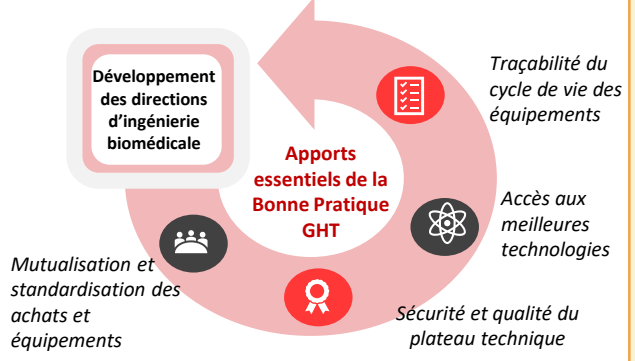 Développement
des directions
d'ingénierie
biomédicale
Apports
essentiels de la
Bonne Pratique
GHT
Traçabilité du
cycle de vie des
équipements
Accès aux
meilleures
technologies
Sécurité et qualité du
plateau technique
Mutualisation et
standardisation des
achats et
équipements